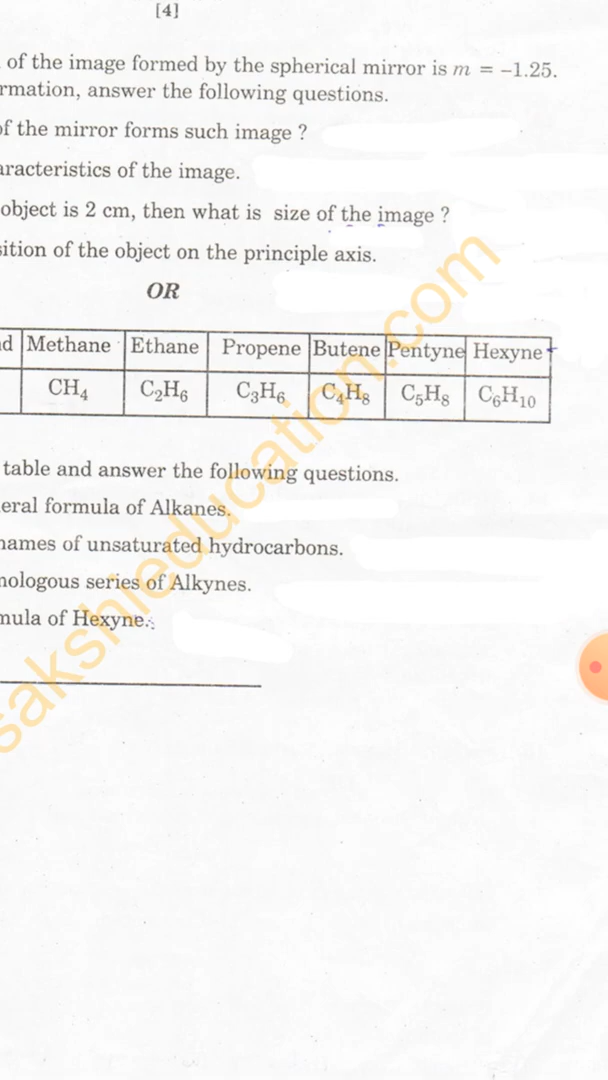 [4]
of the image formed by the spherical mirror is m = –1.25.
rmation, answer the following questions.
of the mirror forms such image ?
aracteristics of the image.
object is 2 cm, then what is size of the image ?
sition of the object on the principle axis.
OR
d Methane Ethane Propene Butene Pentyne Hexyne
CH₄ C₂H₆ C₃H₆ C₄H₈ C₅H₈ C₆H₁₀
table and answer the following questions.
eral formula of Alkanes.
names of unsaturated hydrocarbons.
nologous series of Alkynes.
mula of Hexyne.
sakshieducation.com